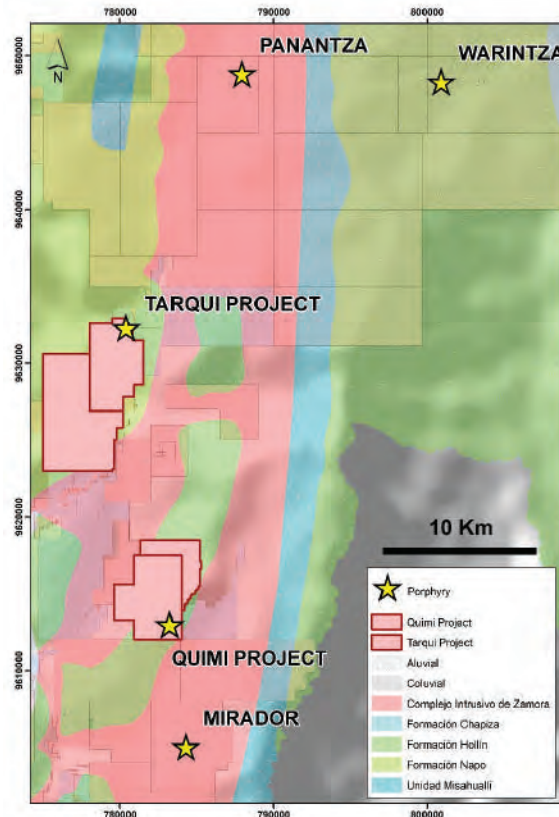 780000 790000 800000
PANANTZA
WARINTZA
N
9650000
9640000
TARQUI PROJECT
9630000
9620000
10 Km
Porphyry
Quimi Project
Tarqui Project
Aluvial
Coluvial
Complejo Intrusivo de Zamora
Formación Chapiza
Formación Hollín
Formación Napo
Unidad Misahuallí
QUIMI PROJECT
9610000
MIRADOR
780000 790000 800000